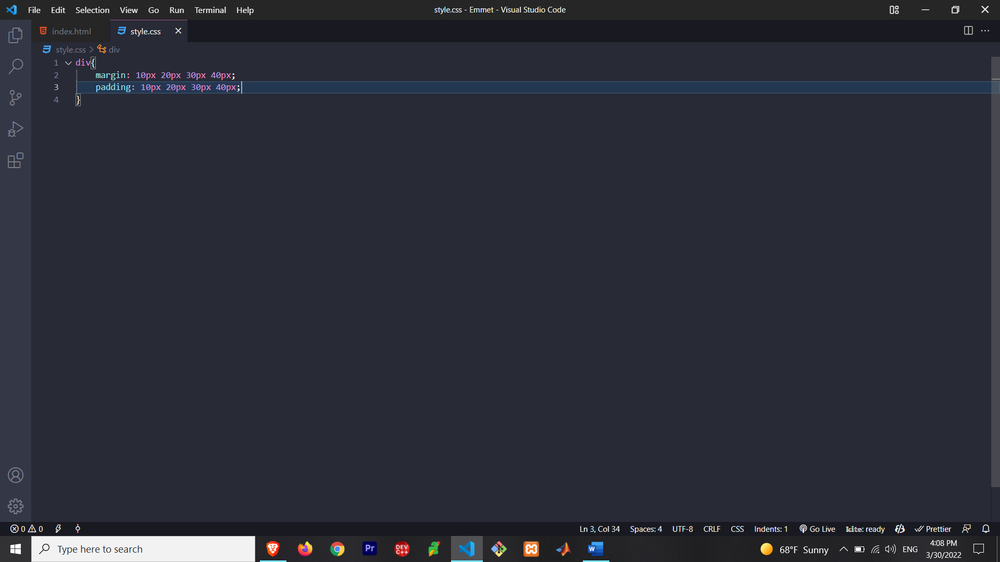 File Edit Selection View Go Run Terminal Help
style.css - Emmet - Visual Studio Code
index.html
style.css
style.css > div
1 div{
2 margin: 10px 20px 30px 40px;
3 padding: 10px 20px 30px 40px;
4 }
0 0
Ln 3, Col 34 Spaces: 4 UTF-8 CRLF CSS Indents: 1 Go Live kite: ready Prettier
Type here to search
Pr
DEV C++
W
68°F Sunny
ENG
4:08 PM
3/30/2022